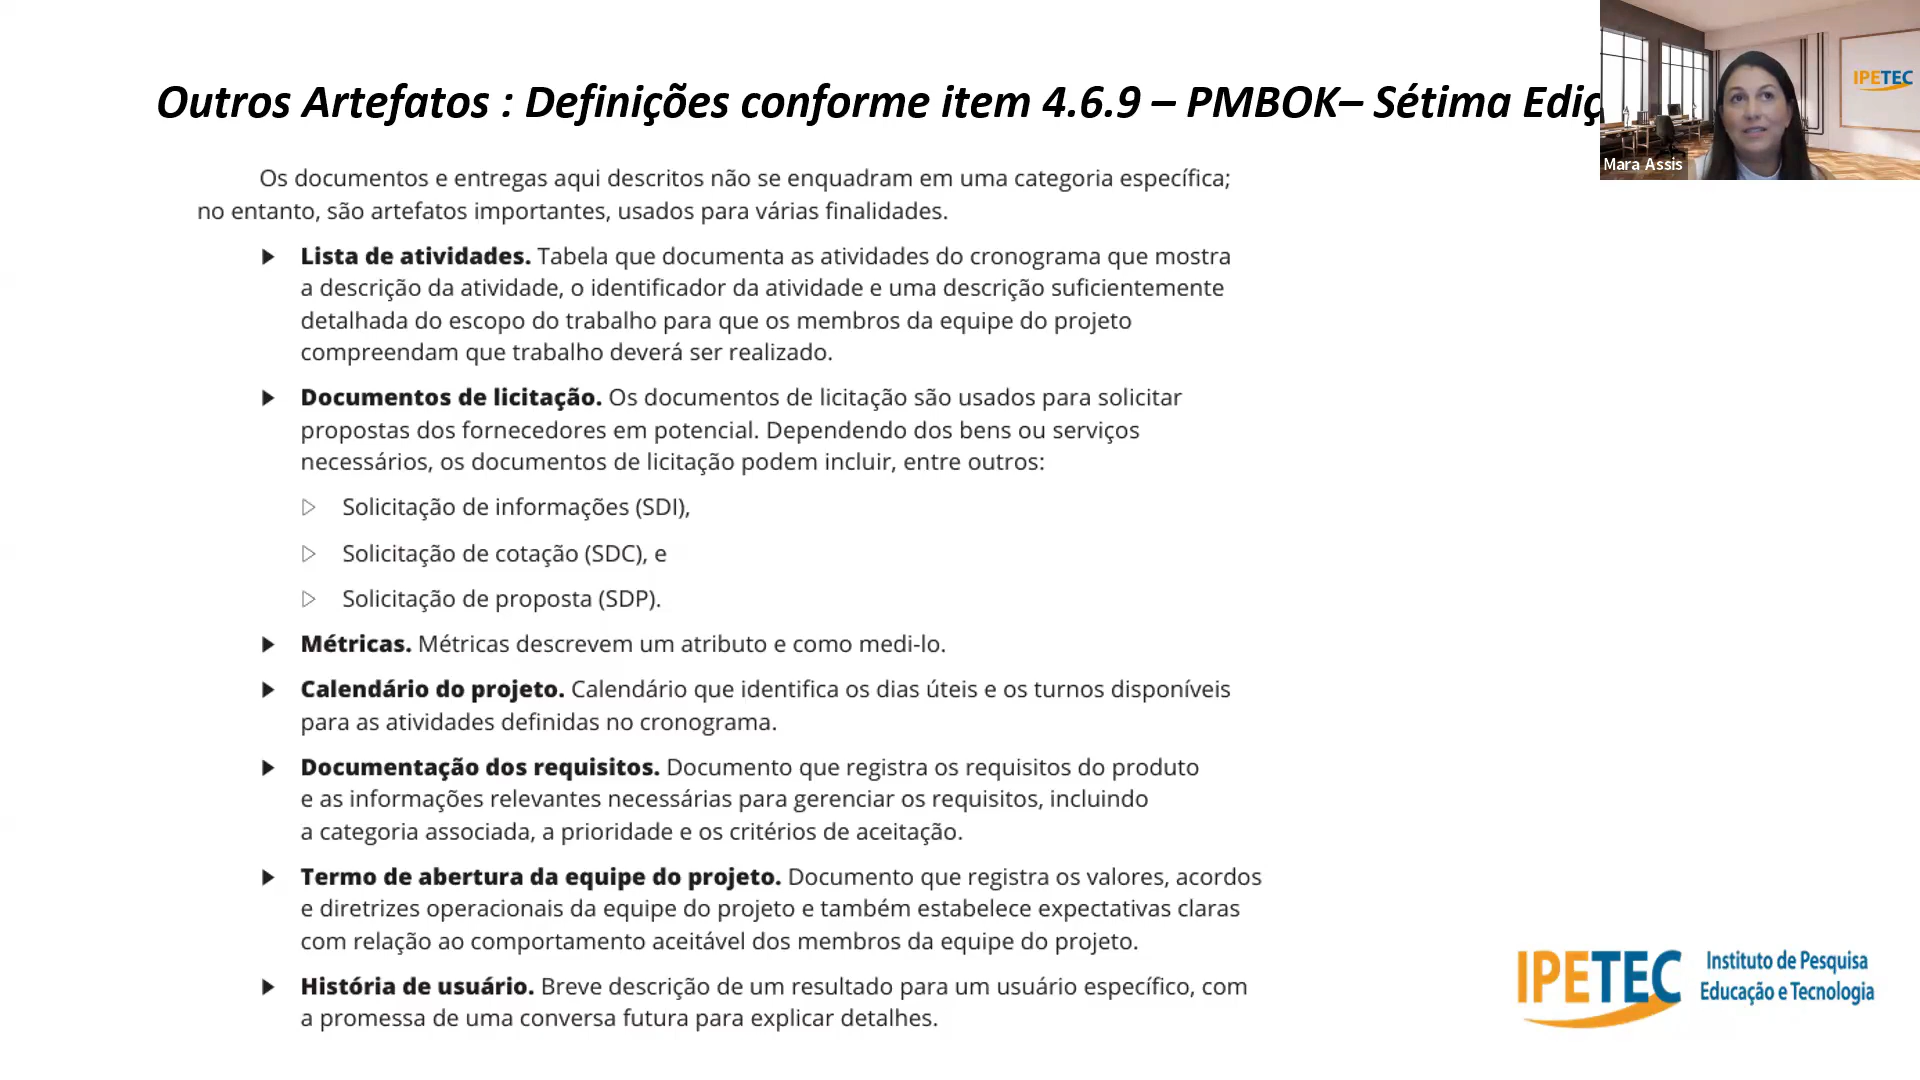 Outros Artefatos : Definições conforme item 4.6.9 – PMBOK– Sétima Ediç
IPETEC
Mara Assis
Os documentos e entregas aqui descritos não se enquadram em uma categoria específica;
no entanto, são artefatos importantes, usados para várias finalidades.
Lista de atividades. Tabela que documenta as atividades do cronograma que mostra
a descrição da atividade, o identificador da atividade e uma descrição suficientemente
detalhada do escopo do trabalho para que os membros da equipe do projeto
compreendam que trabalho deverá ser realizado.
Documentos de licitação. Os documentos de licitação são usados para solicitar
propostas dos fornecedores em potencial. Dependendo dos bens ou serviços
necessários, os documentos de licitação podem incluir, entre outros:
Solicitação de informações (SDI),
Solicitação de cotação (SDC), e
Solicitação de proposta (SDP).
Métricas. Métricas descrevem um atributo e como medi-lo.
Calendário do projeto. Calendário que identifica os dias úteis e os turnos disponíveis
para as atividades definidas no cronograma.
Documentação dos requisitos. Documento que registra os requisitos do produto
e as informações relevantes necessárias para gerenciar os requisitos, incluindo
a categoria associada, a prioridade e os critérios de aceitação.
Termo de abertura da equipe do projeto. Documento que registra os valores, acordos
e diretrizes operacionais da equipe do projeto e também estabelece expectativas claras
com relação ao comportamento aceitável dos membros da equipe do projeto.
História de usuário. Breve descrição de um resultado para um usuário específico, com
a promessa de uma conversa futura para explicar detalhes.
IPETEC
Instituto de Pesquisa
Educação e Tecnologia